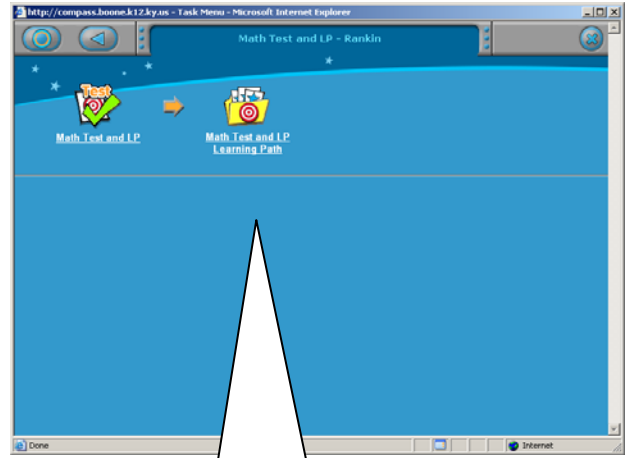 http://compass.boone.k12.ky.us - Task Menu - Microsoft Internet Explorer
Math Test and LP - Rankin
Test
Math Test and LP
Math Test and LP
Learning Path
Done
Internet